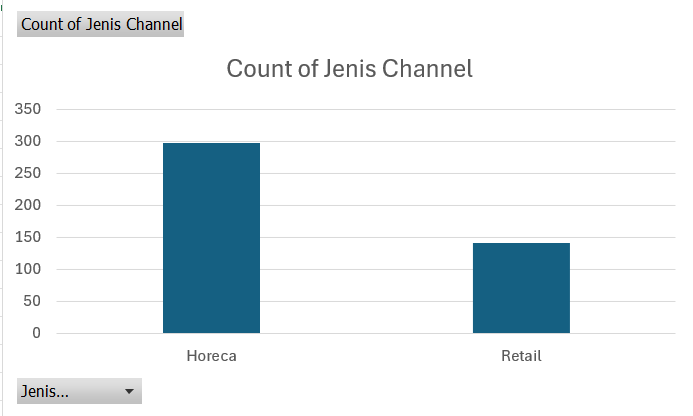 Count of Jenis Channel
Count of Jenis Channel
350
300
250
200
150
100
50
0
Horeca
Retail
Jenis...